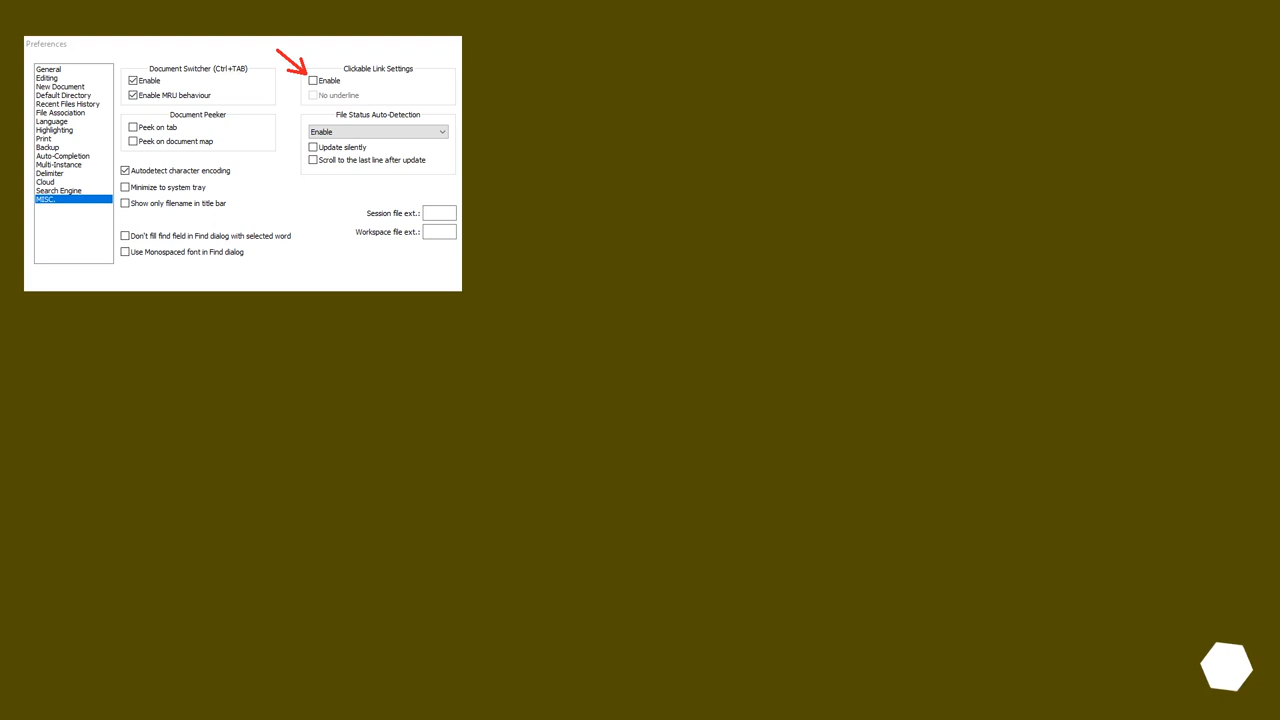 Preferences
General
Editing
New Document
Default Directory
Recent Files History
File Association
Language
Highlighting
Print
Backup
Auto-Completion
Multi-Instance
Delimiter
Cloud
Search Engine
MISC.
Document Switcher (Ctrl+TAB)
Enable
Enable MRU behaviour
Document Peeker
Peek on tab
Peek on document map
Autodetect character encoding
Minimize to system tray
Show only filename in title bar
Don't fill find field in Find dialog with selected word
Use Monospaced font in Find dialog
Clickable Link Settings
Enable
No underline
File Status Auto-Detection
Enable
Update silently
Scroll to the last line after update
Session file ext.:
Workspace file ext.: